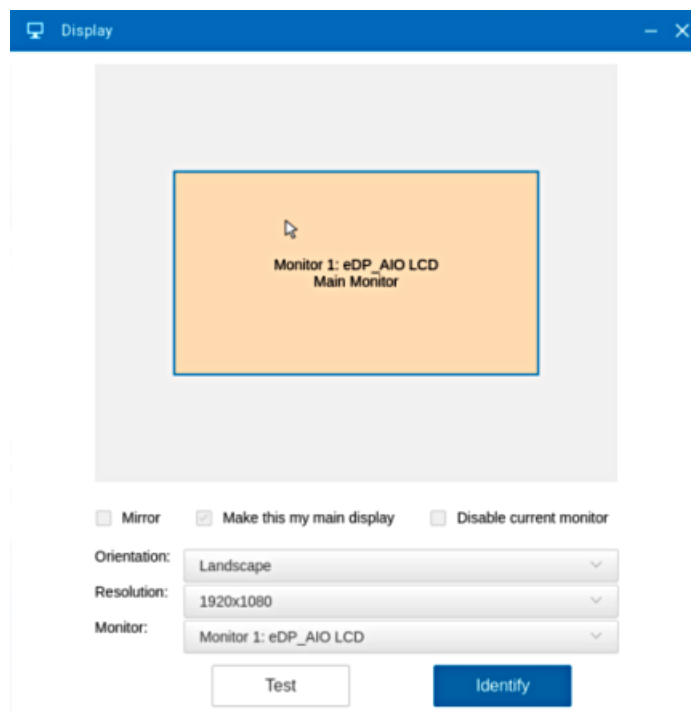 Display
Monitor 1: eDP_AIO LCD
Main Monitor
Mirror
Make this my main display
Disable current monitor
Orientation:
Landscape
Resolution:
1920x1080
Monitor:
Monitor 1: eDP_AIO LCD
Test
Identify